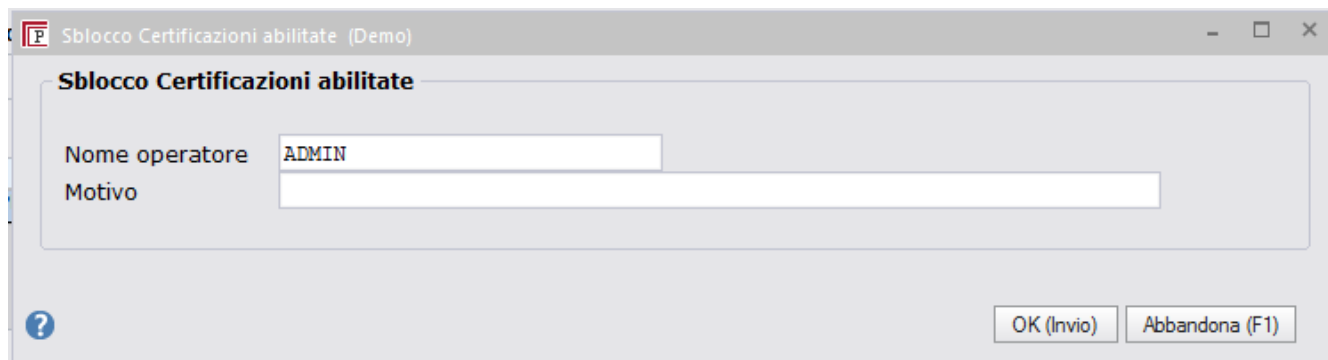 Sblocco Certificazioni abilitate (Demo)
Sblocco Certificazioni abilitate
Nome operatore ADMIN
Motivo
OK (Invio) Abbandona (F1)